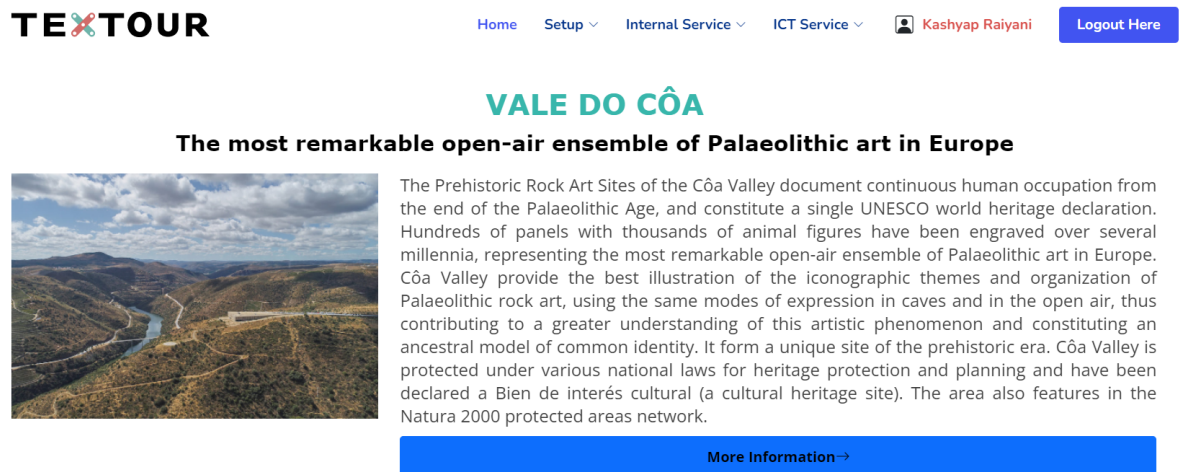 TEXTOUR
Home Setup Internal Service ICT Service Kashyap Raiyani Logout Here
VALE DO CÔA
The most remarkable open-air ensemble of Palaeolithic art in Europe
The Prehistoric Rock Art Sites of the Côa Valley document continuous human occupation from
the end of the Palaeolithic Age, and constitute a single UNESCO world heritage declaration.
Hundreds of panels with thousands of animal figures have been engraved over several
millennia, representing the most remarkable open-air ensemble of Palaeolithic art in Europe.
Côa Valley provide the best illustration of the iconographic themes and organization of
Palaeolithic rock art, using the same modes of expression in caves and in the open air, thus
contributing to a greater understanding of this artistic phenomenon and constituting an
ancestral model of common identity. It form a unique site of the prehistoric era. Côa Valley is
protected under various national laws for heritage protection and planning and have been
declared a Bien de interés cultural (a cultural heritage site). The area also features in the
Natura 2000 protected areas network.
More Information→